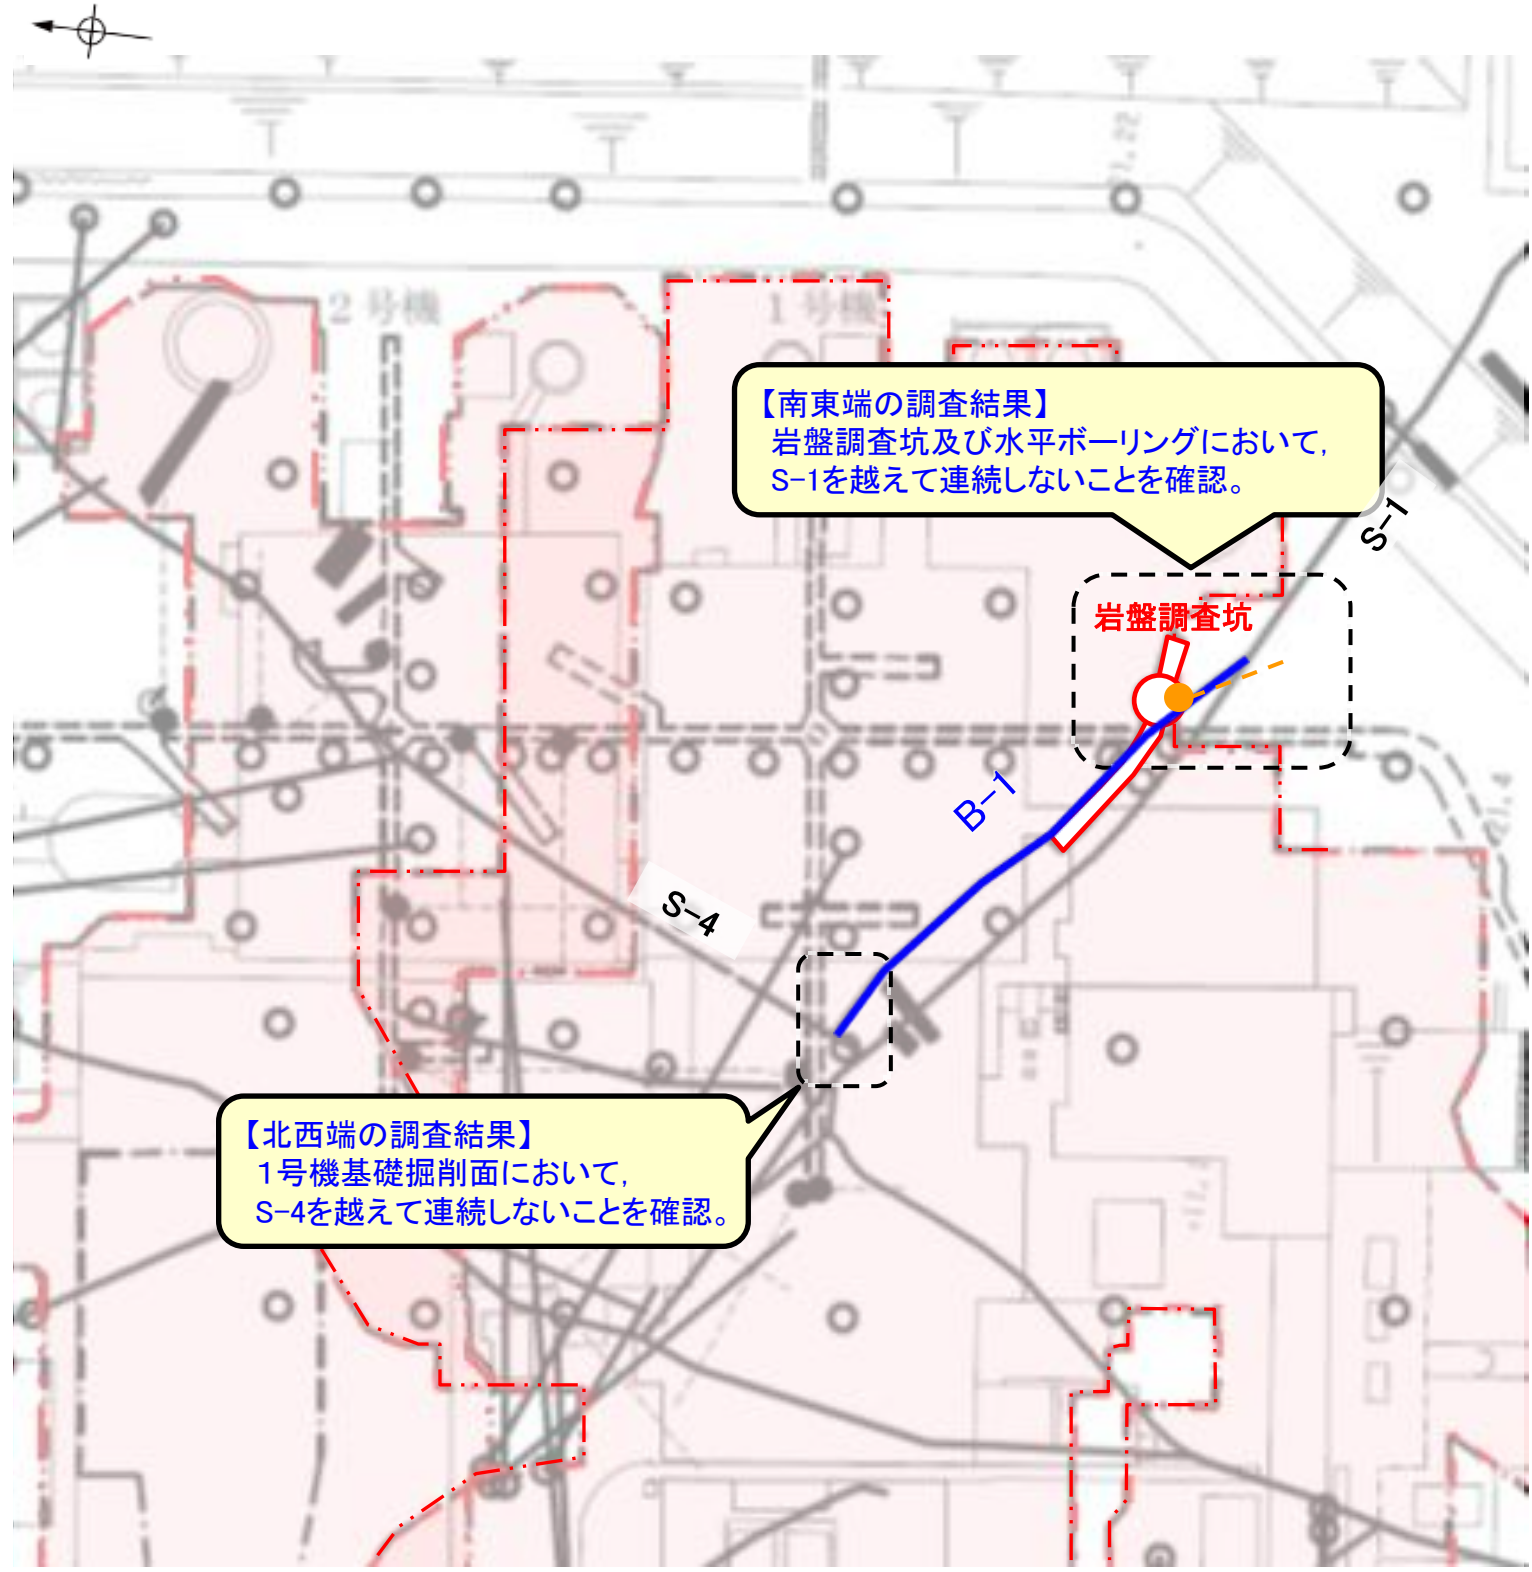 21.22
2号機
1号機
【南東端の調査結果】
岩盤調査坑及び水平ボーリングにおいて,
S-1を越えて連続しないことを確認。
S-1
岩盤調査坑
B-1
21.4
S-4
【北西端の調査結果】
1号機基礎掘削面において,
S-4を越えて連続しないことを確認。